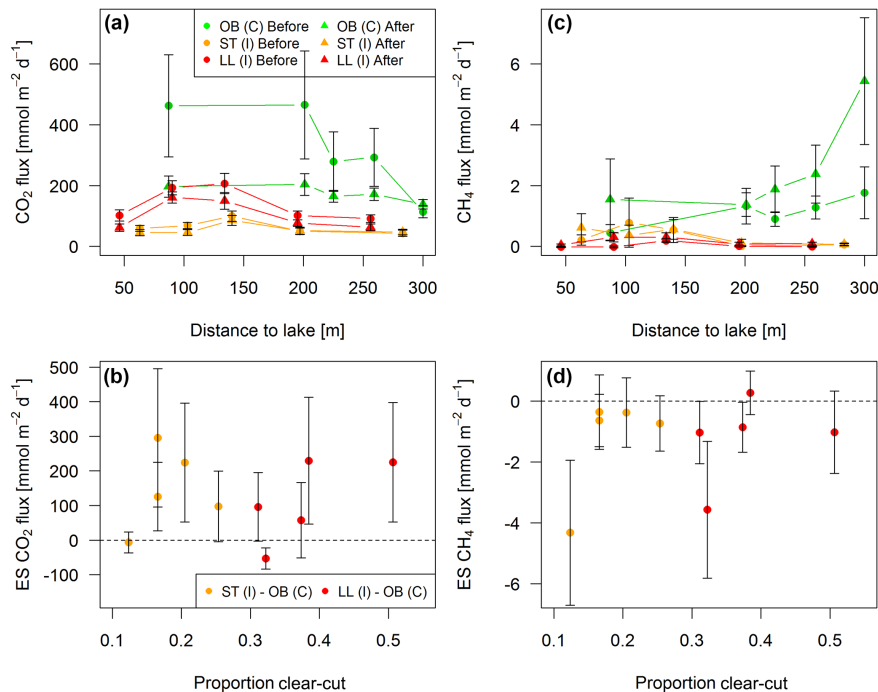 (a)
OB (C) Before OB (C) After
ST (I) Before ST (I) After
LL (I) Before LL (I) After
CO2 flux [mmol m−2 d−1]
600
400
200
0
50 100 150 200 250 300
Distance to lake [m]
(c)
CH4 flux [mmol m−2 d−1]
6
4
2
0
50 100 150 200 250 300
Distance to lake [m]
(b)
ES CO2 flux [mmol m−2 d−1]
500
400
300
200
100
0
-100
ST (I) - OB (C) LL (I) - OB (C)
0.1 0.2 0.3 0.4 0.5
Proportion clear-cut
(d)
ES CH4 flux [mmol m−2 d−1]
0
-2
-4
-6
0.1 0.2 0.3 0.4 0.5
Proportion clear-cut